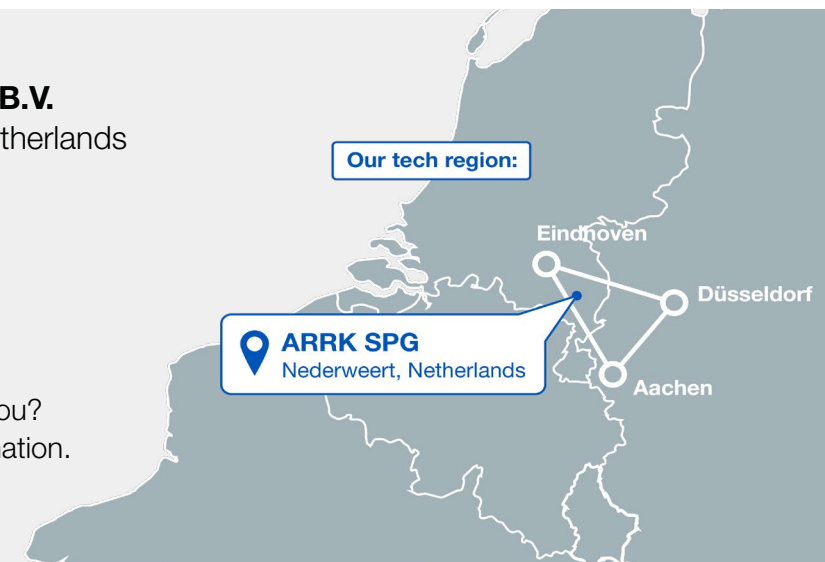 B.V.
therlands
Our tech region:
Eindhoven
Düsseldorf
ARRK SPG
Nederweert, Netherlands
Aachen
ou?
ation.